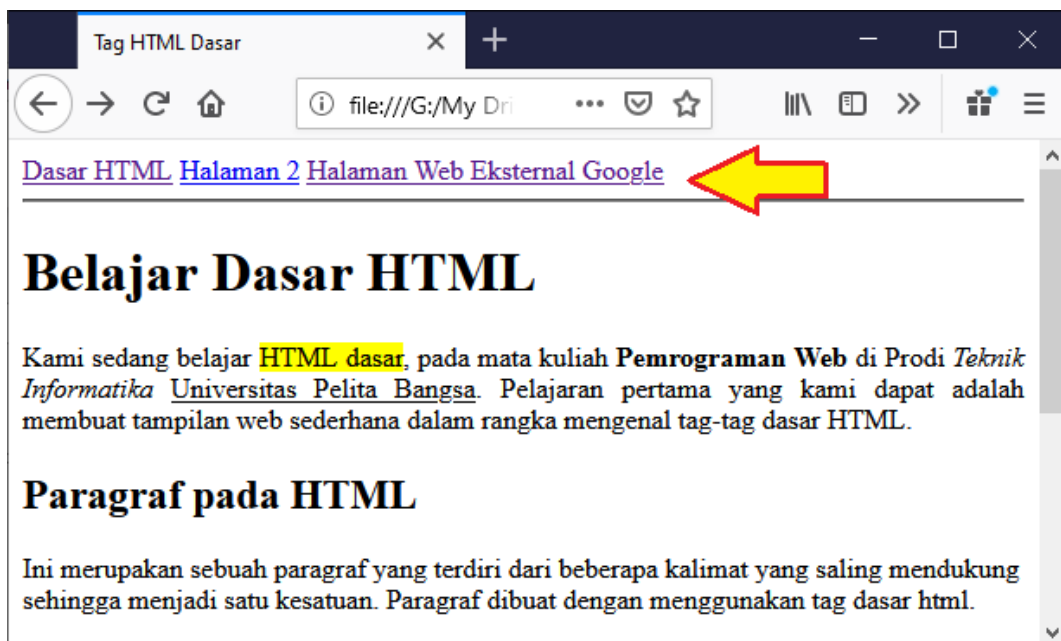 Tag HTML Dasar
file:///G:/My Dri
Dasar HTML Halaman 2 Halaman Web Eksternal Google
Belajar Dasar HTML
Kami sedang belajar HTML dasar, pada mata kuliah Pemrograman Web di Prodi Teknik
Informatika Universitas Pelita Bangsa. Pelajaran pertama yang kami dapat adalah
membuat tampilan web sederhana dalam rangka mengenal tag-tag dasar HTML.
Paragraf pada HTML
Ini merupakan sebuah paragraf yang terdiri dari beberapa kalimat yang saling mendukung
sehingga menjadi satu kesatuan. Paragraf dibuat dengan menggunakan tag dasar html.